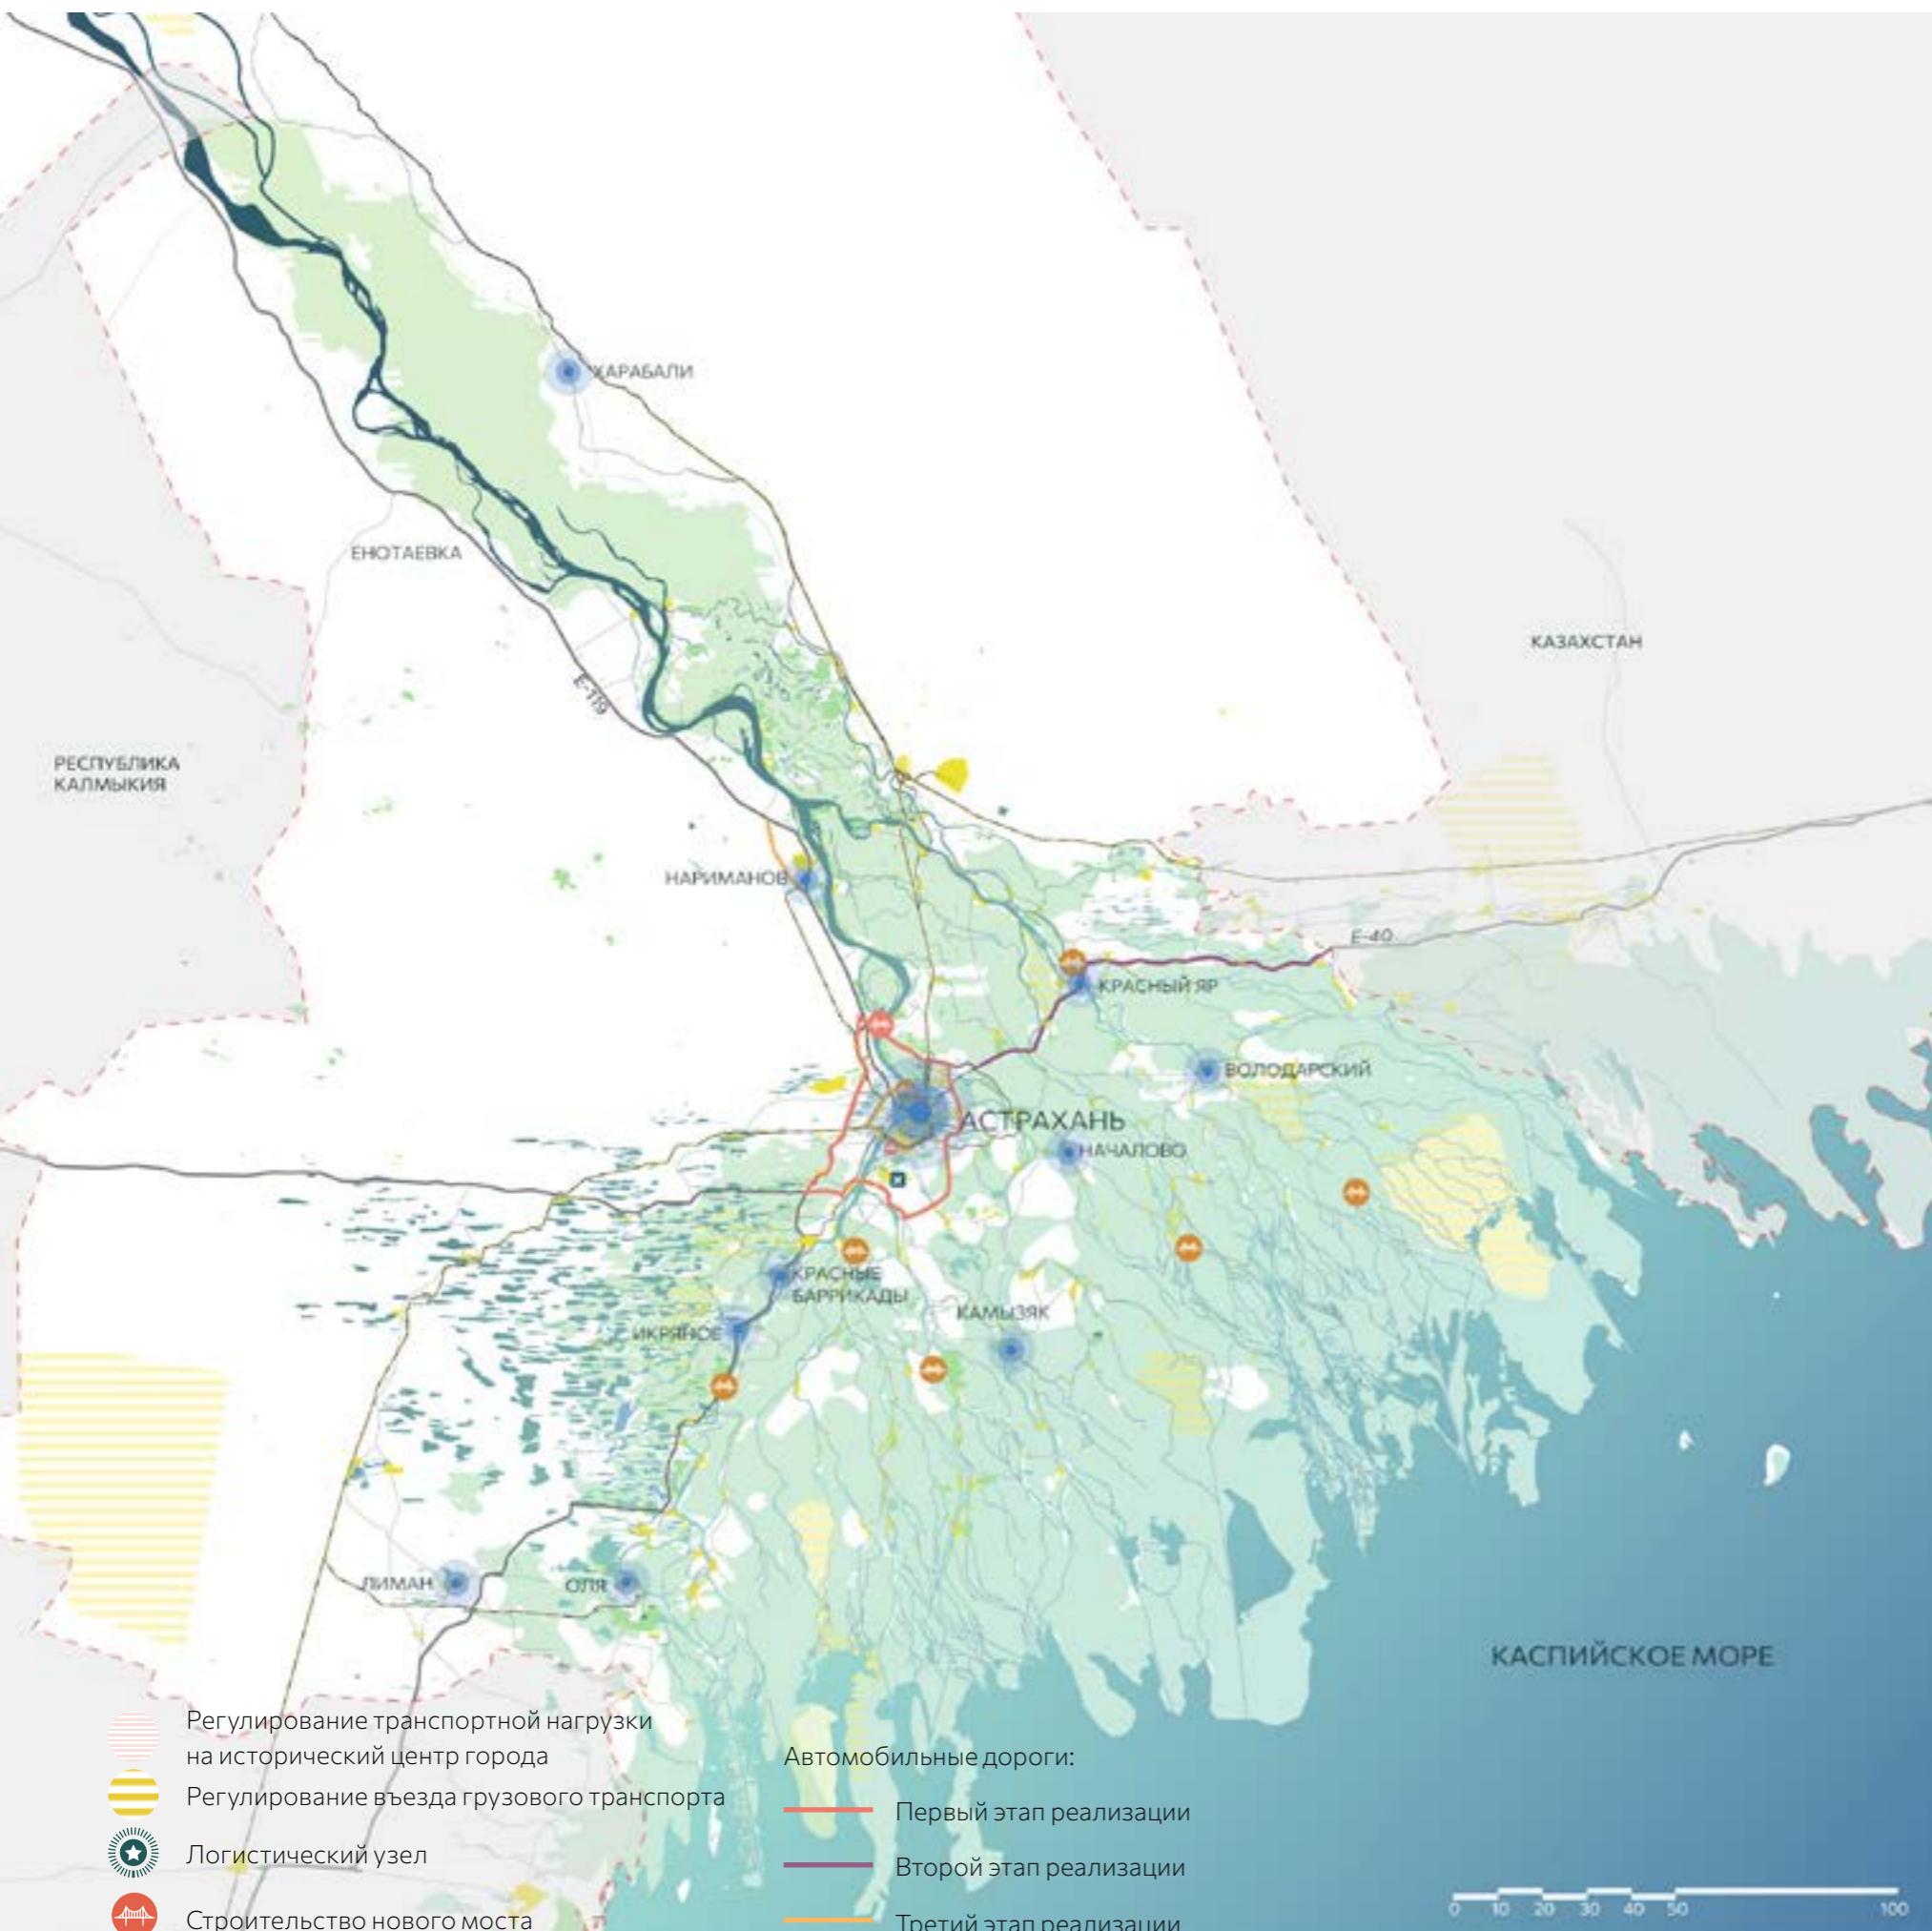 ХАРАБАЛИ
ЕНОТАЕВКА
КАЗАХСТАН
Е-119
РЕСПУБЛИКА
КАЛМЫКИЯ
НАРИМАНОВ
Е-40
КРАСНЫЙ ЯР
ВОЛОДАРСКИЙ
АСТРАХАНЬ
НАЧАЛОВО
КРАСНЫЕ
БАРРИКАДЫ
КАМЫЗЯК
ИКРЯНОЕ
ЛИМАН
ОЛЯ
КАСПИЙСКОЕ МОРЕ
Регулирование транспортной нагрузки
на исторический центр города
Регулирование въезда грузового транспорта
Логистический узел
Строительство нового моста
Автомобильные дороги:
Первый этап реализации
Второй этап реализации
Третий этап реализации
0 10 20 30 40 50 100